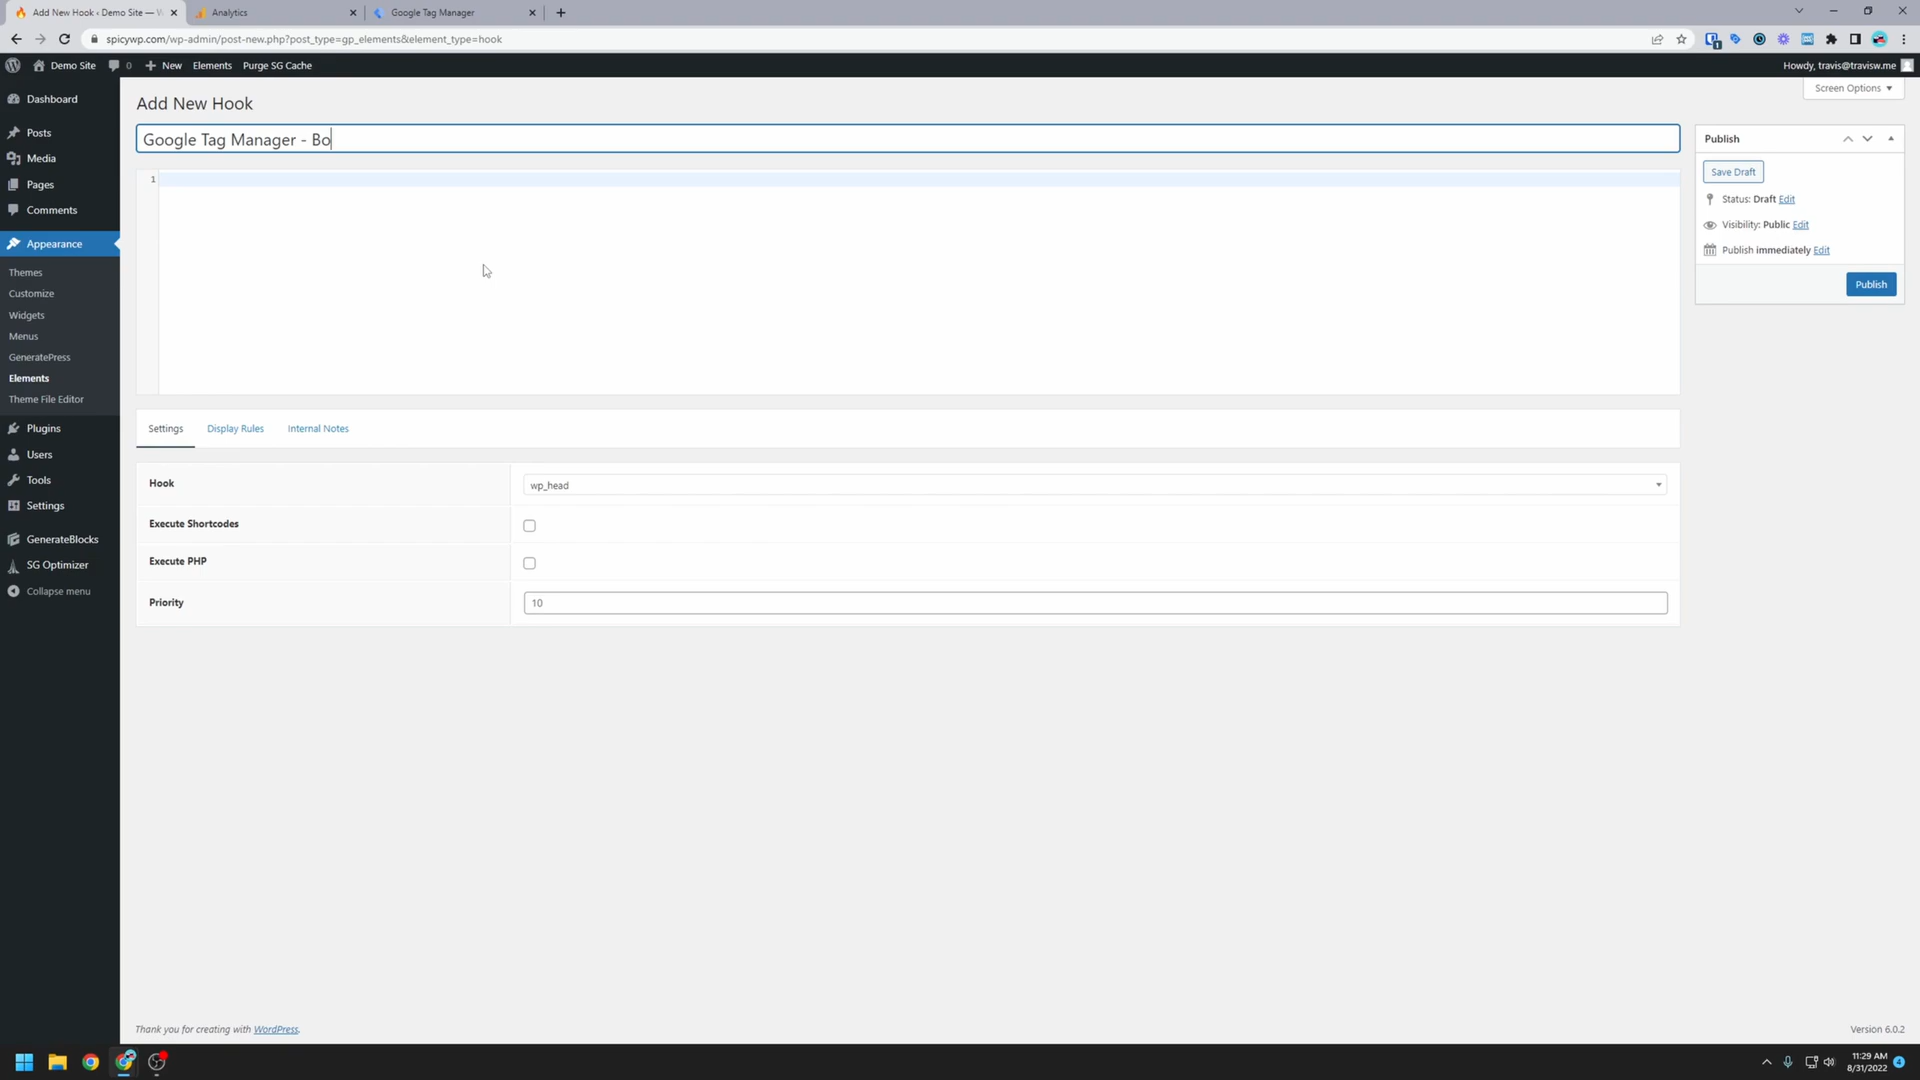 Add New Hook ‹ Demo Site — W
Analytics
Google Tag Manager
spicywp.com/wp-admin/post-new.php?post_type=gp_elements&element_type=hook
Demo Site
0
New
Elements
Purge SG Cache
Howdy, travis@travisw.me
Dashboard
Posts
Media
Pages
Comments
Appearance
Themes
Customize
Widgets
Menus
GeneratePress
Elements
Theme File Editor
Plugins
Users
Tools
Settings
GenerateBlocks
SG Optimizer
Collapse menu
Add New Hook
Screen Options
Google Tag Manager - Bo
1
Publish
Save Draft
Status: Draft Edit
Visibility: Public Edit
Publish immediately Edit
Publish
Settings
Display Rules
Internal Notes
Hook
wp_head
Execute Shortcodes
Execute PHP
Priority
10
Thank you for creating with WordPress.
Version 6.0.2
11:29 AM
8/31/2022
4